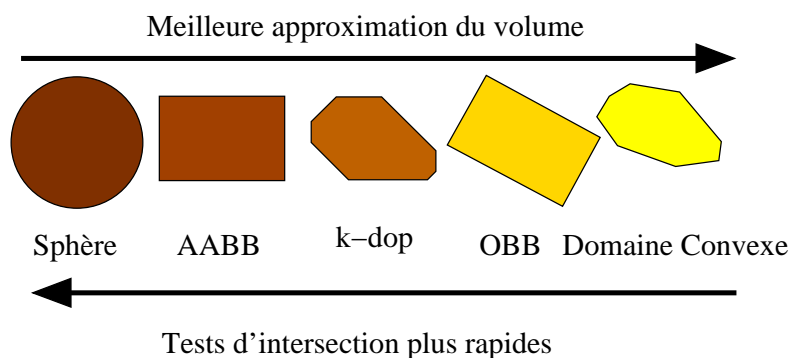 Meilleure approximation du volume
Sphère AABB k−dop OBB Domaine Convexe
Tests d'intersection plus rapides